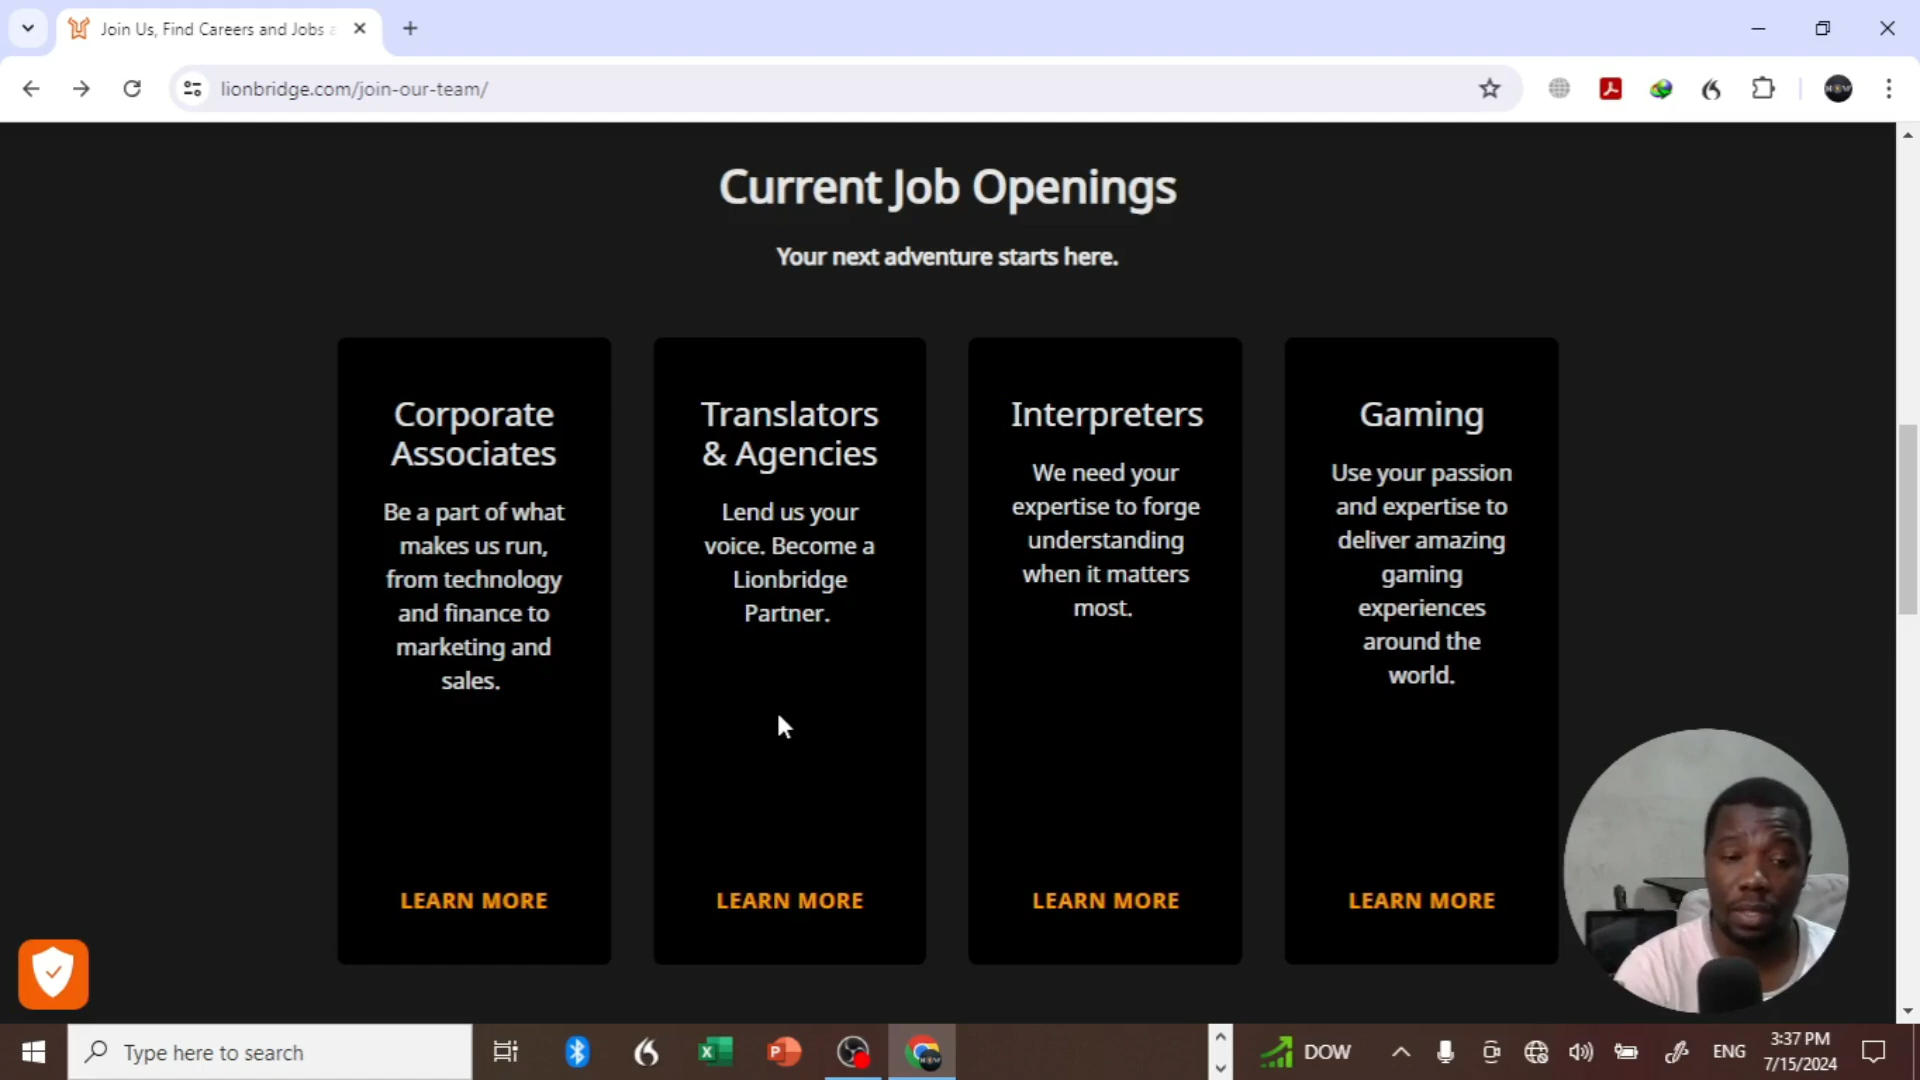 Join Us, Find Careers and Jobs a
lionbridge.com/join-our-team/
Current Job Openings
Your next adventure starts here.
Corporate
Associates
Be a part of what
makes us run,
from technology
and finance to
marketing and
sales.
LEARN MORE
Translators
& Agencies
Lend us your
voice. Become a
Lionbridge
Partner.
LEARN MORE
Interpreters
We need your
expertise to forge
understanding
when it matters
most.
LEARN MORE
Gaming
Use your passion
and expertise to
deliver amazing
gaming
experiences
around the
world.
LEARN MORE
Type here to search
DOW
ENG
3:37 PM
7/15/2024